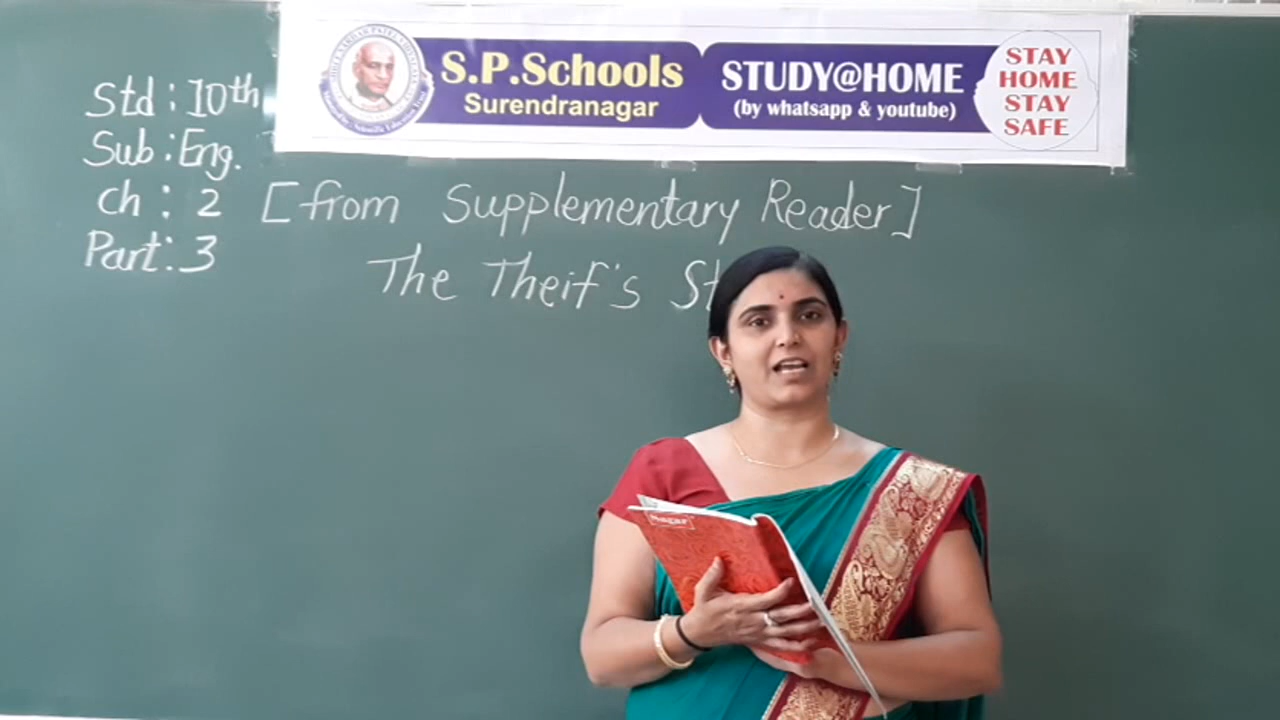 S.P.Schools
Surendranagar
STUDY@HOME
(by whatsapp & youtube)
STAY
HOME
STAY
SAFE
Std : 10th
Sub : Eng.
ch : 2 [from Supplementary Reader]
Part : 3
The Theif's St
Nagar